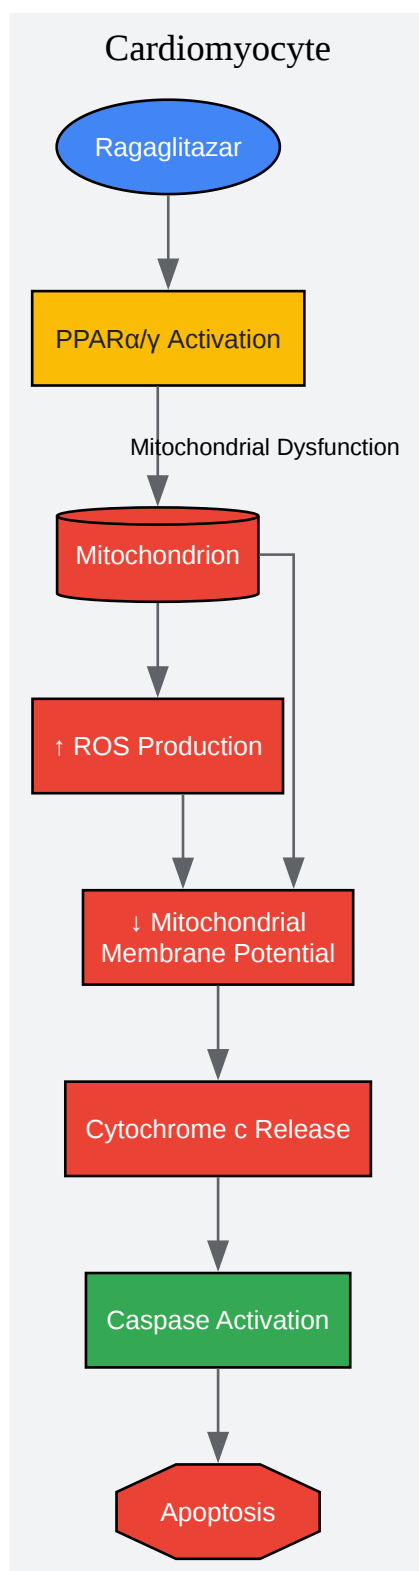 Cardiomyocyte
Ragaglitazar
PPARα/γ Activation
Mitochondrial Dysfunction
Mitochondrion
↑ ROS Production
↓ Mitochondrial
Membrane Potential
Cytochrome c Release
Caspase Activation
Apoptosis